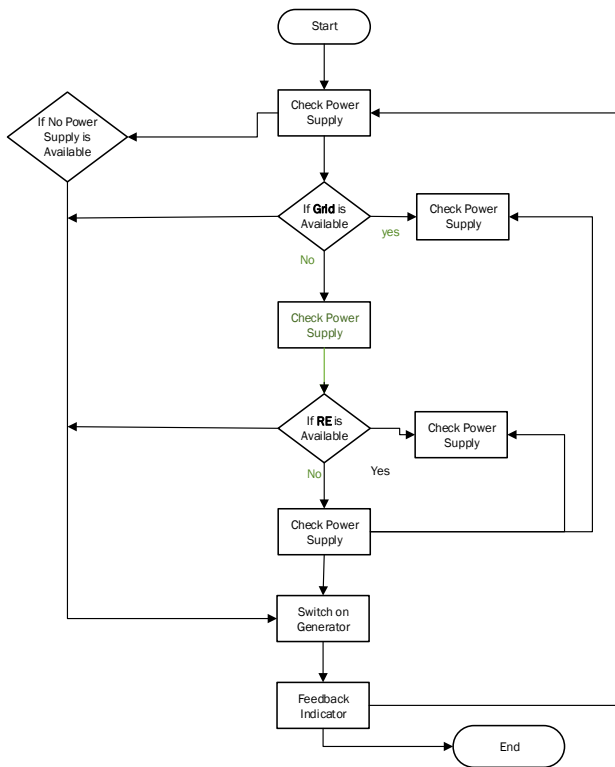 Start
Check Power
Supply
If No Power
Supply is
Available
If Grid is
Available
yes
Check Power
Supply
No
Check Power
Supply
If RE is
Available
Check Power
Supply
No
Yes
Check Power
Supply
Switch on
Generator
Feedback
Indicator
End